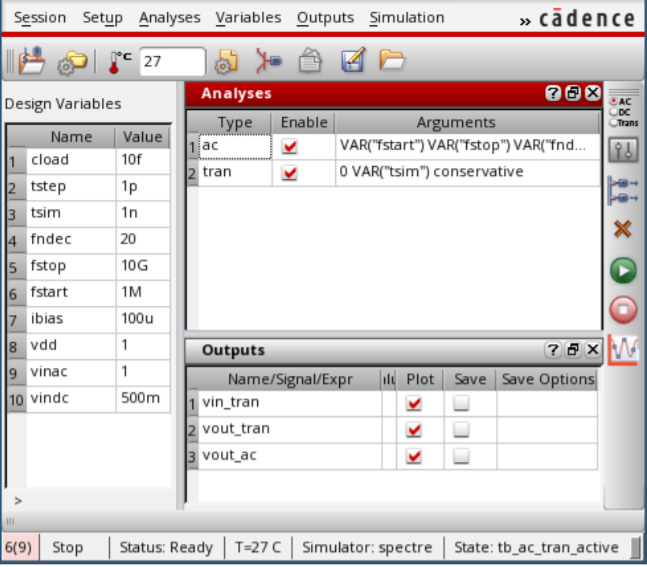 Session Setup Analyses Variables Outputs Simulation » cādence
°C 27
Design Variables
Name Value
1 cload 10f
2 tstep 1p
3 tsim 1n
4 fndec 20
5 fstop 10G
6 fstart 1M
7 ibias 100u
8 vdd 1
9 vinac 1
10 vindc 500m
>
Analyses
Type Enable Arguments
1 ac VAR("fstart") VAR("fstop") VAR("fnd...
2 tran 0 VAR("tsim") conservative
Outputs
Name/Signal/Expr Plot Save Save Options
1 vin_tran
2 vout_tran
3 vout_ac
AC
DC
Trans
6(9) Stop Status: Ready T=27 C Simulator: spectre State: tb_ac_tran_active